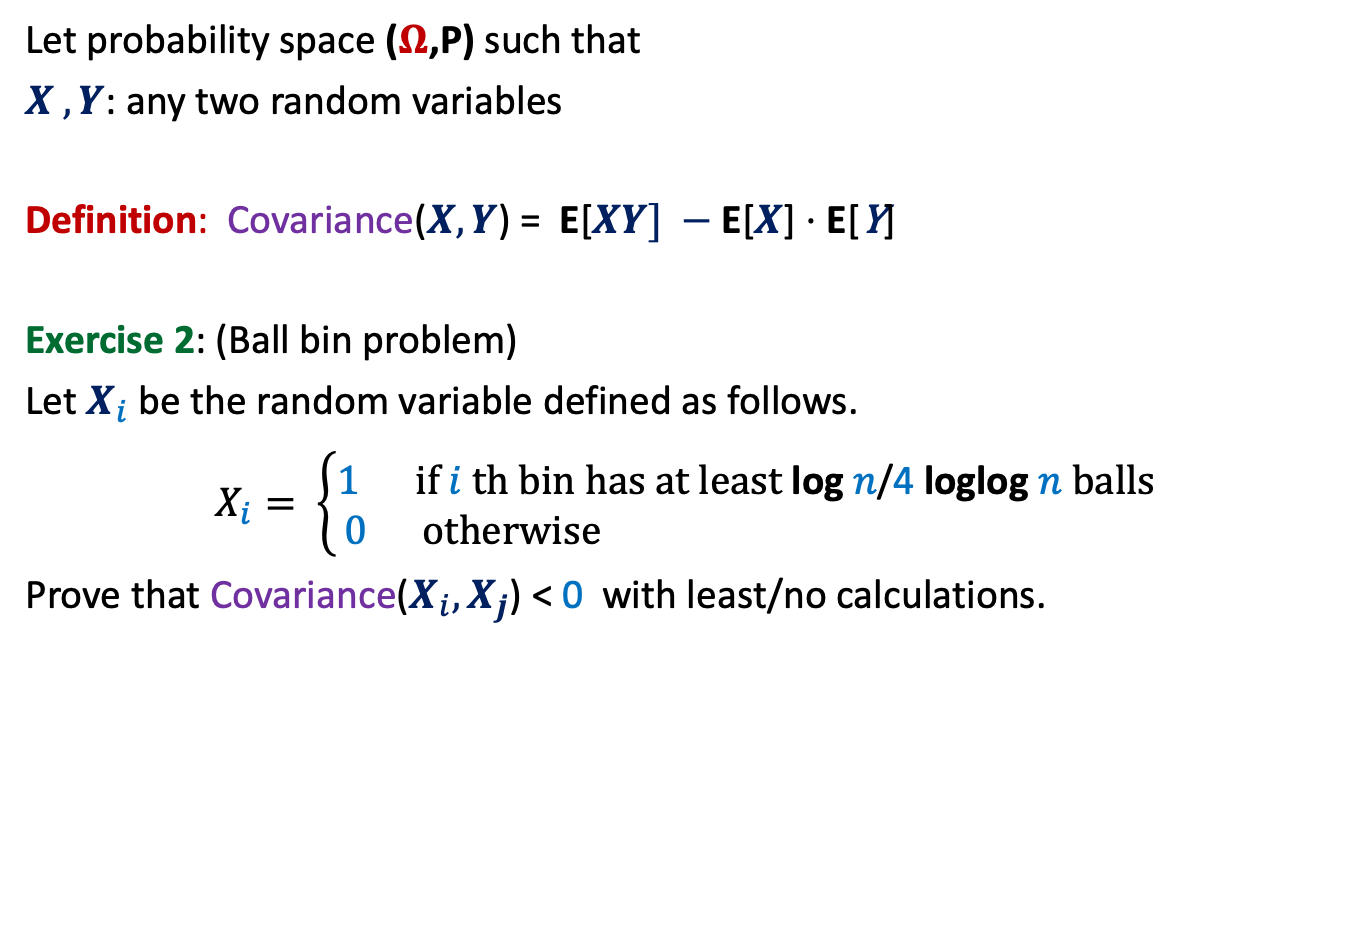 Let probability space (Ω,P) such that
X , Y: any two random variables
Definition: Covariance(X, Y) = E[XY] − E[X] · E[ Y]
Exercise 2: (Ball bin problem)
Let Xᵢ be the random variable defined as follows.
Xᵢ = { 1 if i th bin has at least log n/4 loglog n balls
0 otherwise
Prove that Covariance(Xᵢ, Xⱼ) < 0 with least/no calculations.